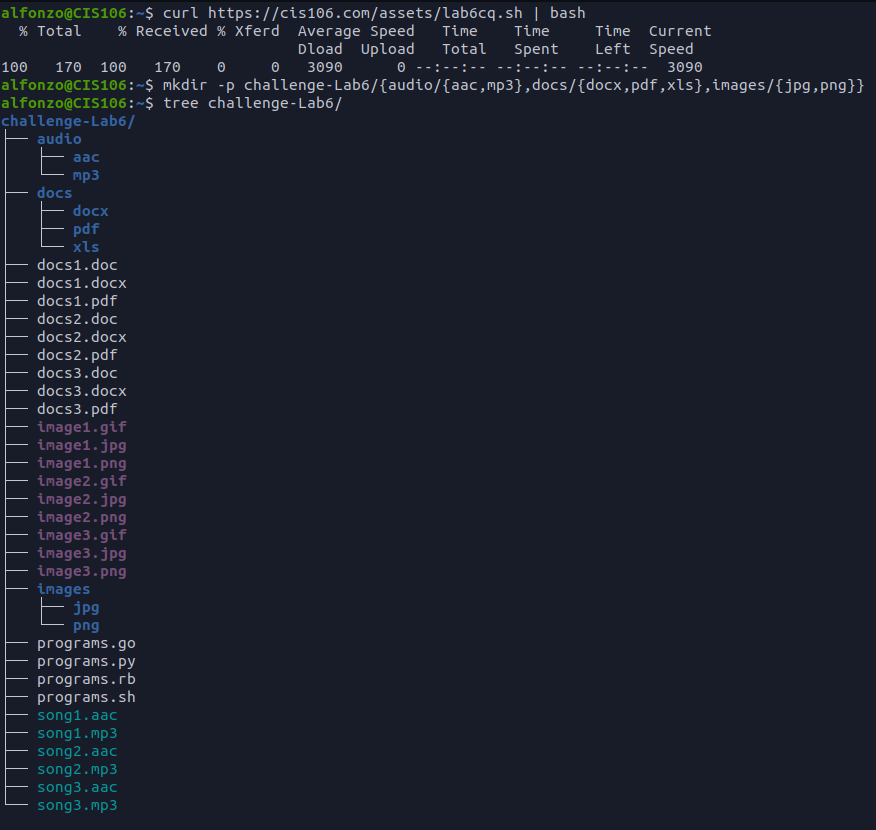 alfonzo@CIS106:~$ curl https://cis106.com/assets/lab6cq.sh | bash
  % Total    % Received % Xferd  Average Speed   Time    Time     Time  Current
                                 Dload  Upload   Total   Spent    Left  Speed
100   170  100   170    0     0   3090      0 --:--:-- --:--:-- --:--:--  3090
alfonzo@CIS106:~$ mkdir -p challenge-Lab6/{audio/{aac,mp3},docs/{docx,pdf,xls},images/{jpg,png}}
alfonzo@CIS106:~$ tree challenge-Lab6/
challenge-Lab6/
├── audio
│   ├── aac
│   └── mp3
├── docs
│   ├── docx
│   ├── pdf
│   └── xls
├── docs1.doc
├── docs1.docx
├── docs1.pdf
├── docs2.doc
├── docs2.docx
├── docs2.pdf
├── docs3.doc
├── docs3.docx
├── docs3.pdf
├── image1.gif
├── image1.jpg
├── image1.png
├── image2.gif
├── image2.jpg
├── image2.png
├── image3.gif
├── image3.jpg
├── image3.png
├── images
│   ├── jpg
│   └── png
├── programs.go
├── programs.py
├── programs.rb
├── programs.sh
├── song1.aac
├── song1.mp3
├── song2.aac
├── song2.mp3
├── song3.aac
└── song3.mp3